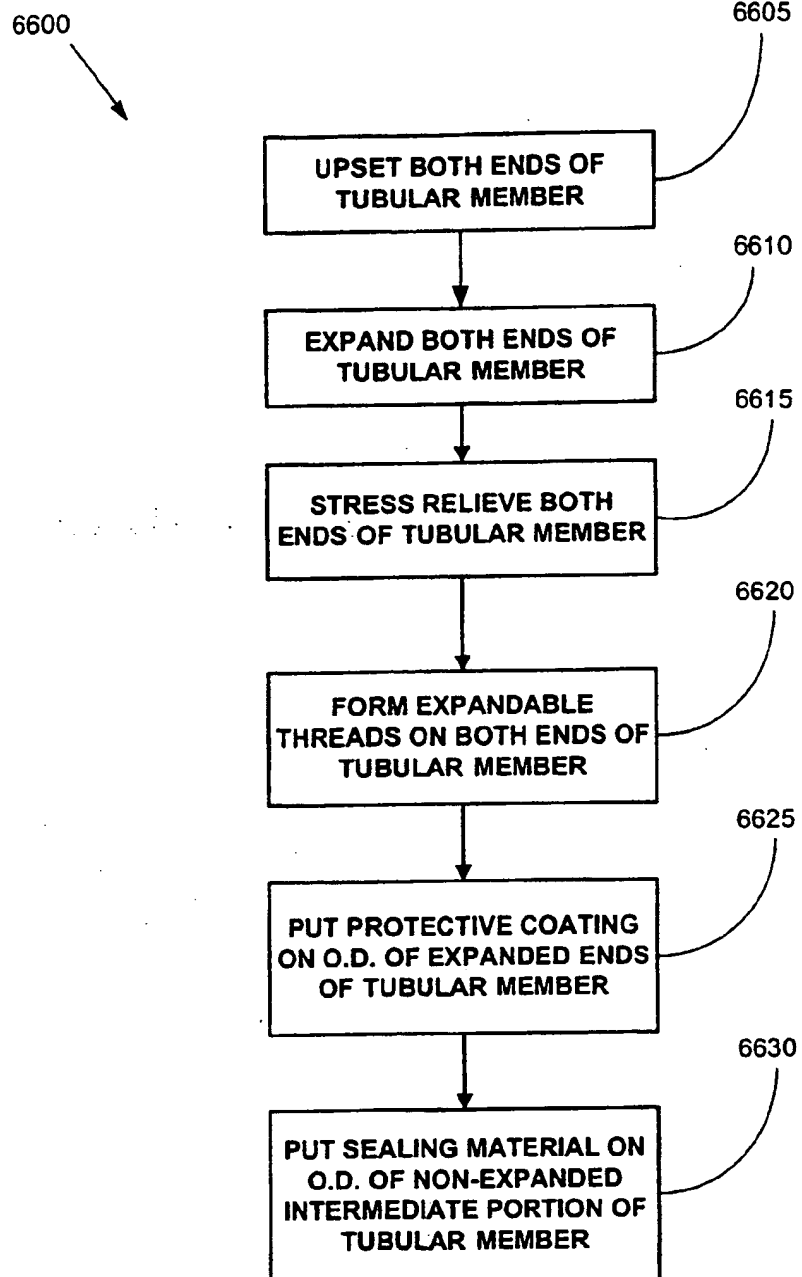 6600
6605
UPSET BOTH ENDS OF
TUBULAR MEMBER
6610
EXPAND BOTH ENDS OF
TUBULAR MEMBER
6615
STRESS RELIEVE BOTH
ENDS OF TUBULAR MEMBER
6620
FORM EXPANDABLE
THREADS ON BOTH ENDS OF
TUBULAR MEMBER
6625
PUT PROTECTIVE COATING
ON O.D. OF EXPANDED ENDS
OF TUBULAR MEMBER
6630
PUT SEALING MATERIAL ON
O.D. OF NON-EXPANDED
INTERMEDIATE PORTION OF
TUBULAR MEMBER